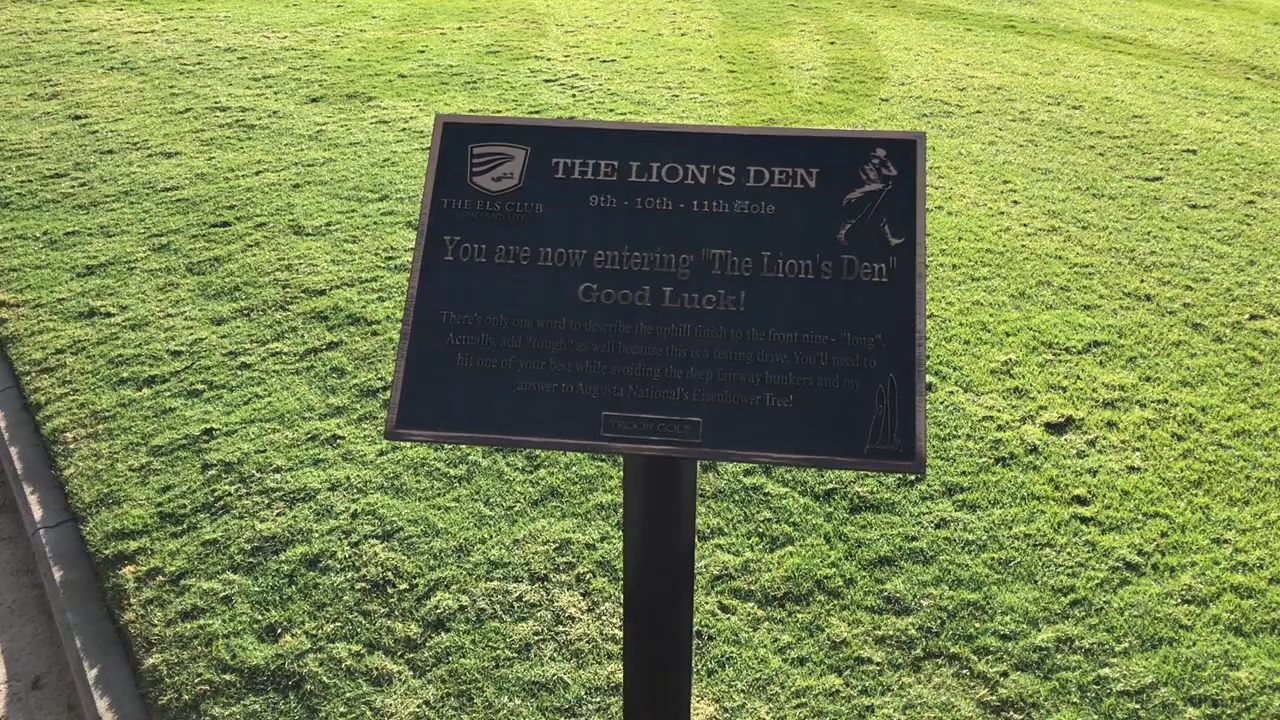 THE LION'S DEN
THE ELS CLUB
9th - 10th - 11th Hole
You are now entering "The Lion's Den"
Good Luck!
There's only one word to describe the uphill finish to the front nine - "long".
Actually, add "tough" as well because this is a testing drive. You'll need to
hit one of your best while avoiding the deep fairway bunkers and my
answer to Augusta National's Eisenhower Tree!
TROON GOLF